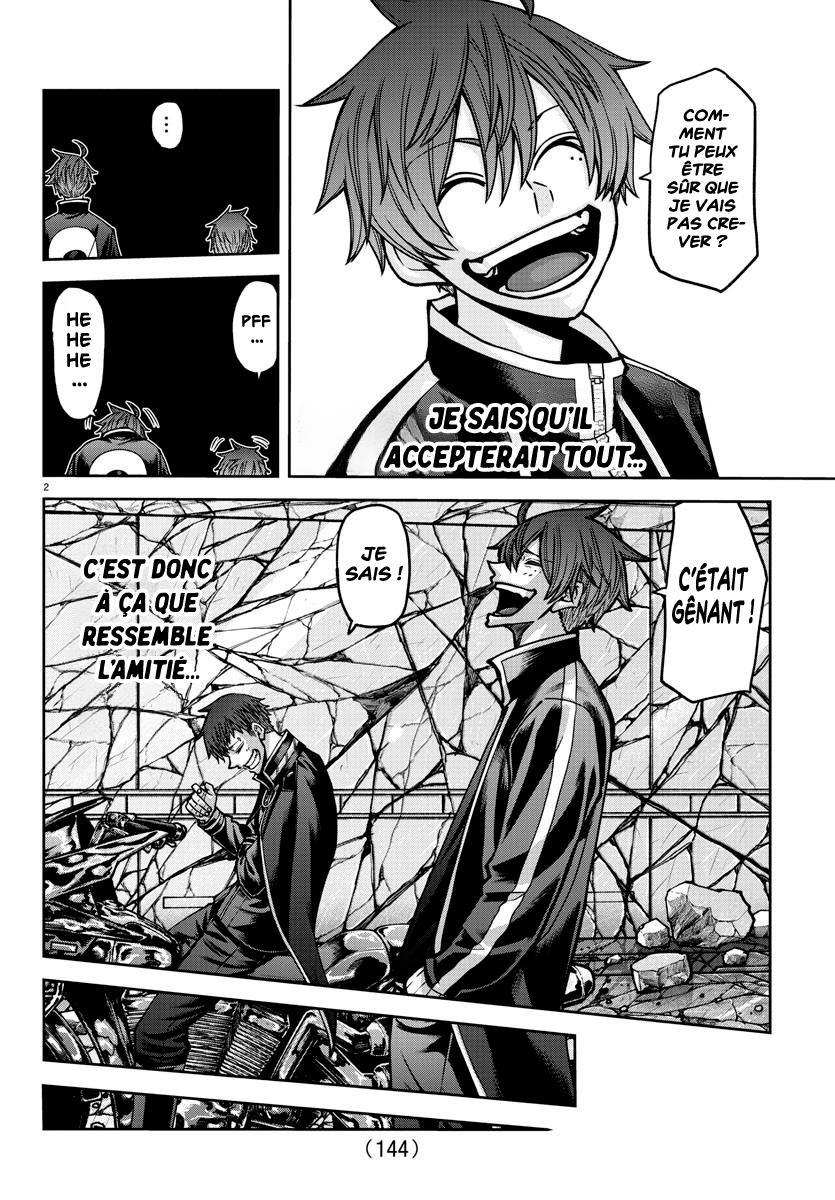 COM-
MENT
TU PEUX
ÊTRE
SÛR QUE
JE VAIS
PAS CRE-
VER ?
JE SAIS QU'IL
ACCEPTERAIT TOUT...
...
PFF
...
HE
HE
HE
...
2
C'ÉTAIT
GÊNANT !
JE
SAIS !
C'EST DONC
À ÇA QUE
RESSEMBLE
L'AMITIÉ...
(144)